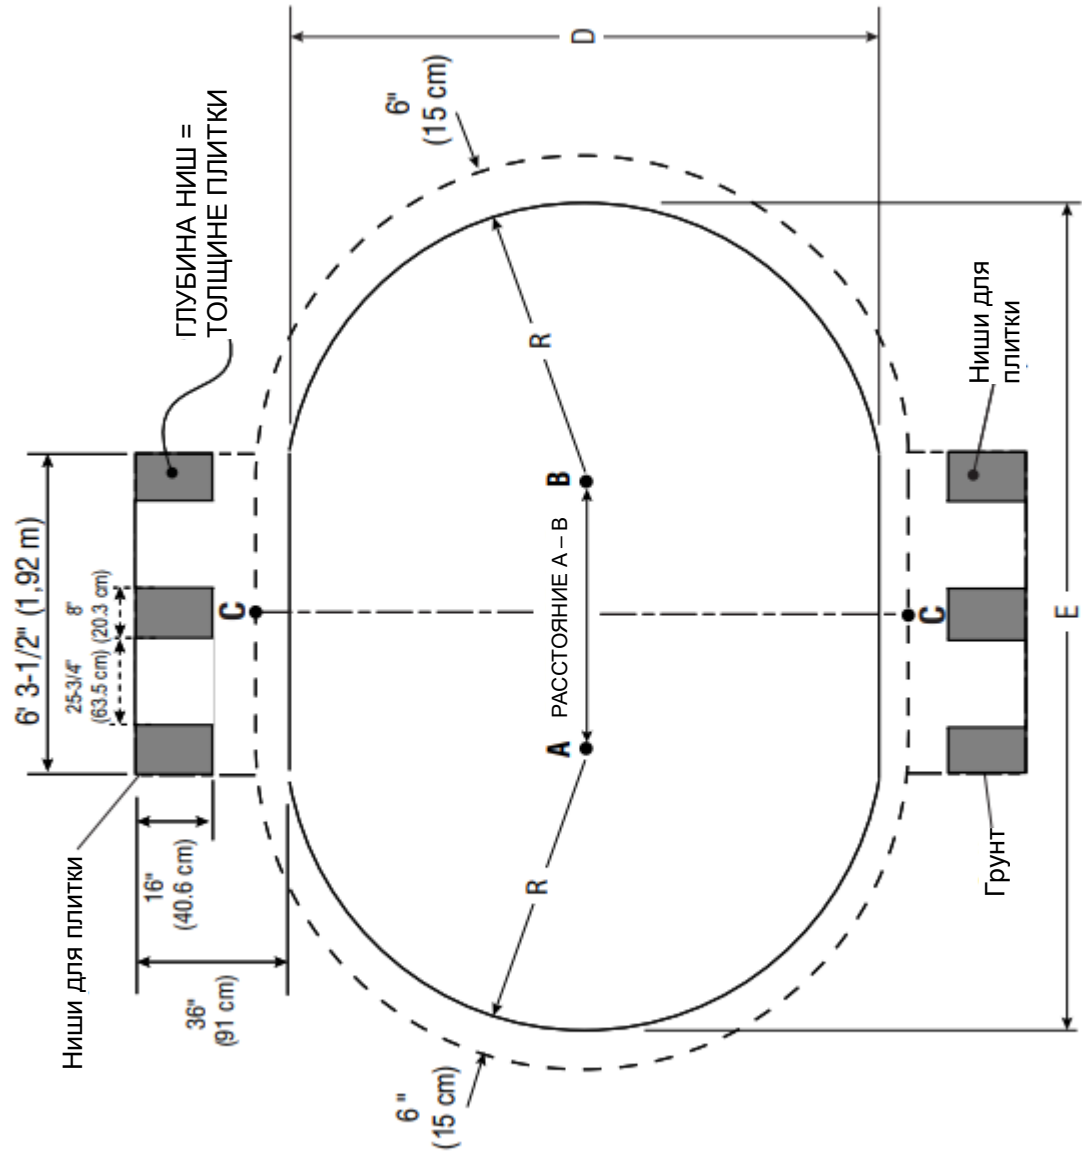 ГЛУБИНА НИШ =
ТОЛЩИНЕ ПЛИТКИ
6' 3-1/2" (1,92 m)
25-3/4"
(63.5 cm)
8"
(20.3 cm)
Ниши для плитки
16"
(40.6 cm)
36"
(91 cm)
6"
(15 cm)
6 "
(15 cm)
D
C
R
B
РАССТОЯНИЕ A – B
A
R
C
E
Ниши для
плитки
Грунт